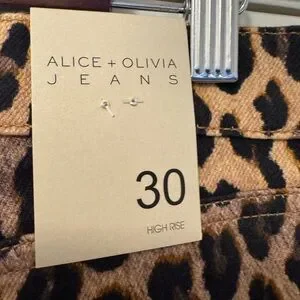 ALICE + OLIVIA
JEANS
30
HIGH RISE